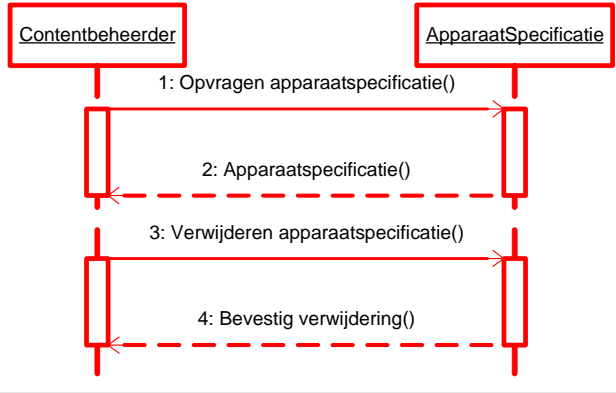 Contentbeheerder
ApparaatSpecificatie
1: Opvragen apparaatspecificatie()
2: Apparaatspecificatie()
3: Verwijderen apparaatspecificatie()
4: Bevestig verwijdering()